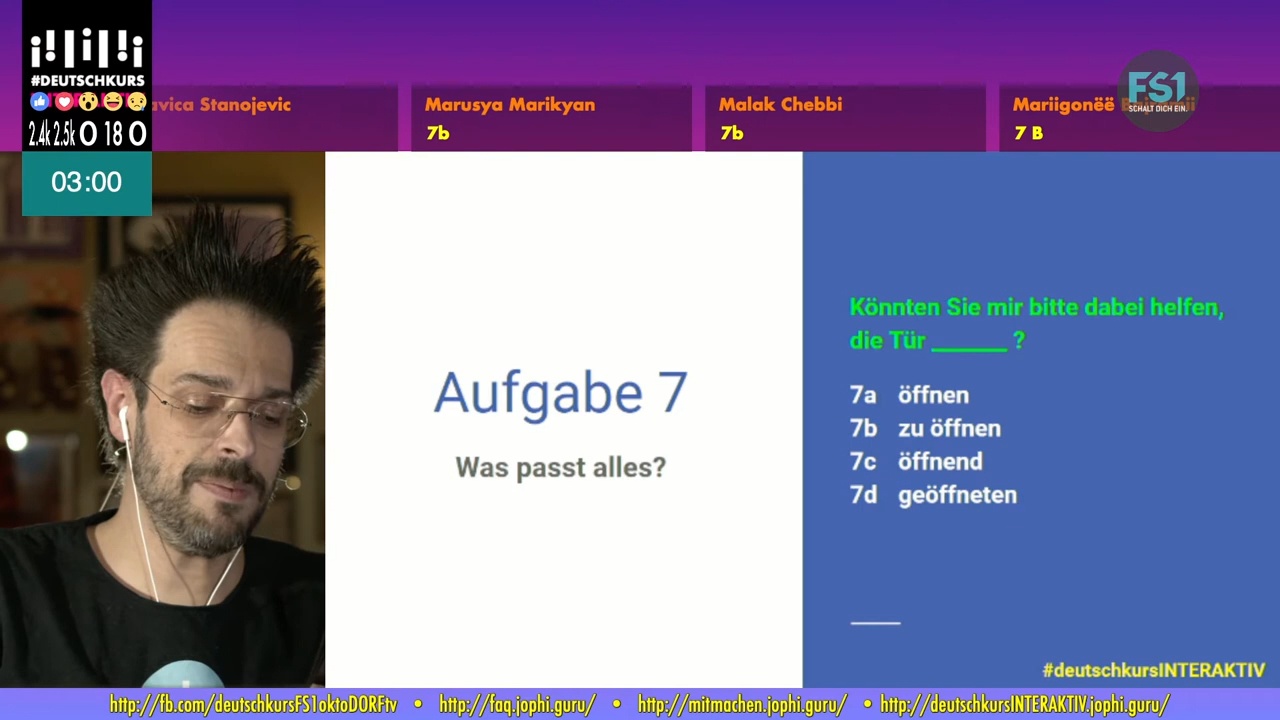 #DEUTSCHKURS
2.4k 2.5k 0 18 0
03:00
avica Stanojevic
Marusya Marikyan
7b
Malak Chebbi
7b
Mariigonëë
7 B
FS1
SCHALT DICH EIN.
Aufgabe 7
Was passt alles?
Könnten Sie mir bitte dabei helfen,
die Tür ______ ?
7a öffnen
7b zu öffnen
7c öffnend
7d geöffneten
#deutschkursINTERAKTIV
http://fb.com/deutschkursFS1oktoDORFtv • http://faq.jophi.guru/ • http://mitmachen.jophi.guru/ • http://deutschkursINTERAKTIV.jophi.guru/